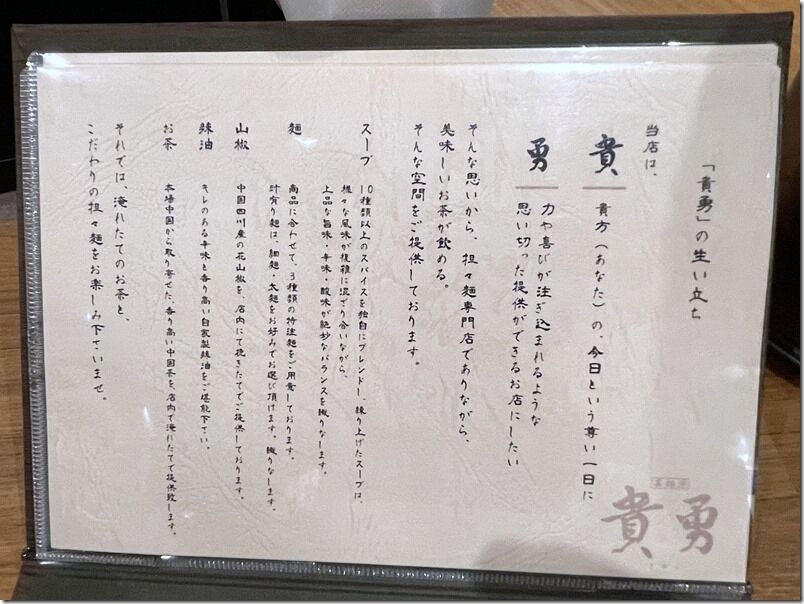 「貴勇」の生い立ち
当店は、
貴 貴方（あなた）の、今日という尊い一日に
勇 力や喜びが注ぎ込まれるような
思い切った提供ができるお店にしたい
そんな思いから、担々麺専門店でありながら、
美味しいお茶が飲める。
そんな空間をご提供しております。
スープ 10種類以上のスパイスを独自にブレンドし、練り上げたスープは、
様々な風味が複雑に混ざり合いながら、
上品な旨味・辛味・酸味が絶妙なバランスを織りなします。
麺 商品に合わせて、3種類の特注麺をご用意しております。
汁有り麺は、細麺・太麺をお好みでお選び頂けます。織りなします。
山椒 中国四川産の花山椒を、店内にて挽きたてでご提供しております。
辣油 キレのある辛味と香り高い自家製辣油をご堪能下さい。
お茶 本場中国から取り寄せた、香り高い中国茶を、店内で淹れたてで提供致します。
それでは、淹れたてのお茶と、
こだわりの担々麺をお楽しみ下さいませ。
貴勇